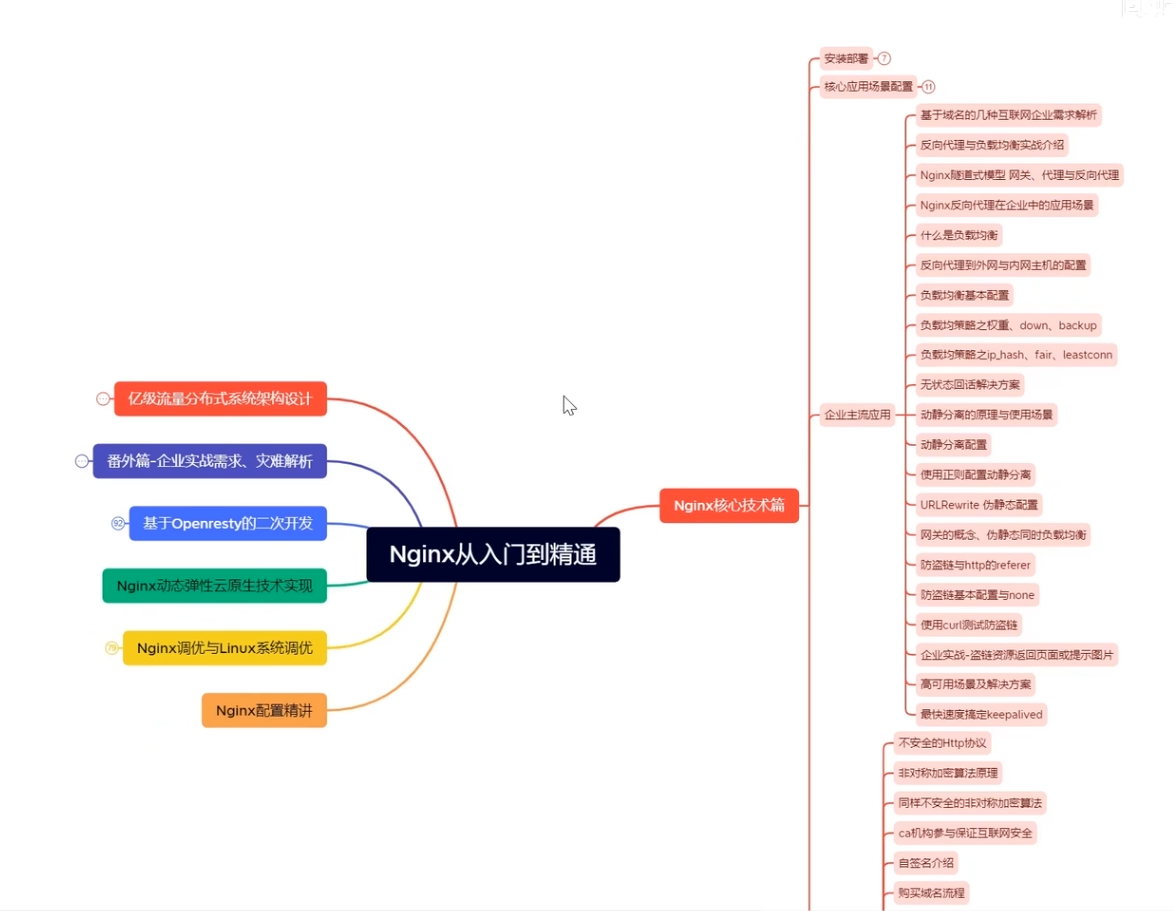 Nginx从入门到精通
Nginx核心技术篇
安装部署
7
核心应用场景配置
11
企业主流应用
基于域名的几种互联网企业需求解析
反向代理与负载均衡实战介绍
Nginx隧道式模型 网关、代理与反向代理
Nginx反向代理在企业中的应用场景
什么是负载均衡
反向代理到外网与内网主机的配置
负载均衡基本配置
负载均策略之权重、down、backup
负载均策略之ip_hash、fair、leastconn
无状态回话解决方案
动静分离的原理与使用场景
动静分离配置
使用正则配置动静分离
URLRewrite 伪静态配置
网关的概念、伪静态同时负载均衡
防盗链与http的referer
防盗链基本配置与none
使用curl测试防盗链
企业实战-盗链资源返回页面或提示图片
高可用场景及解决方案
最快速度搞定keepalived
不安全的Http协议
非对称加密算法原理
同样不安全的非对称加密算法
ca机构参与保证互联网安全
自签名介绍
购买域名流程
亿级流量分布式系统架构设计
番外篇-企业实战需求、灾难解析
92
基于Openresty的二次开发
Nginx动态弹性云原生技术实现
79
Nginx调优与Linux系统调优
Nginx配置精讲